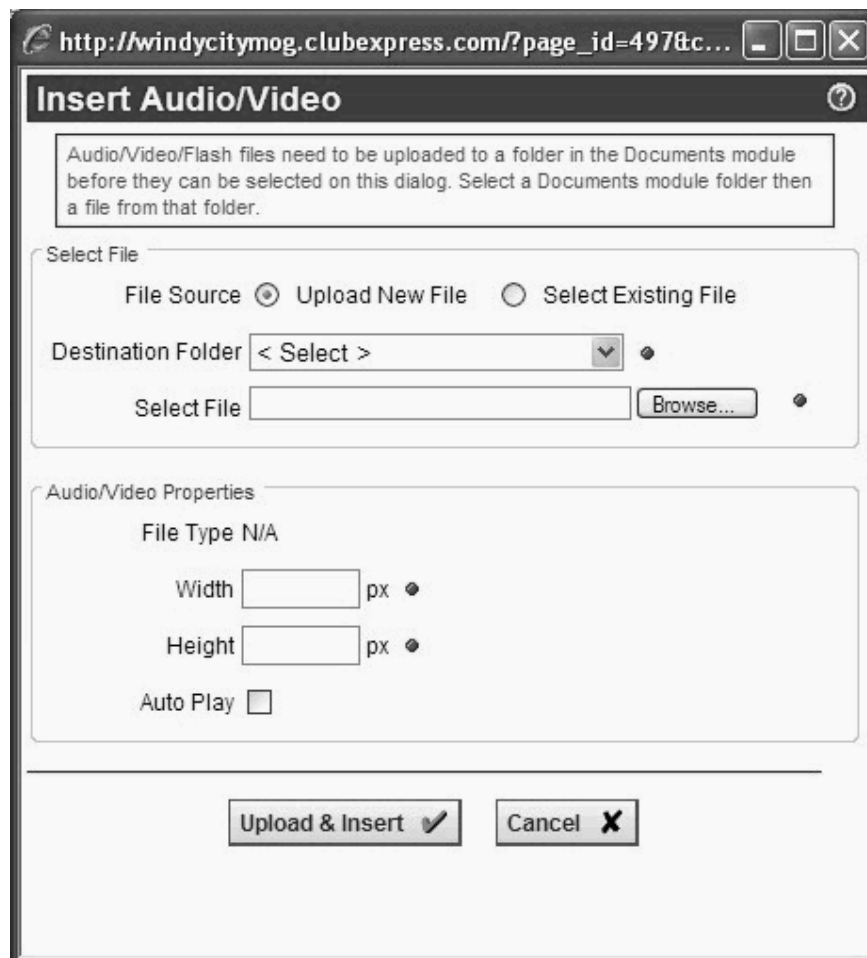 http://windycitymog.clubexpress.com/?page_id=497&c...
Insert Audio/Video
Audio/Video/Flash files need to be uploaded to a folder in the Documents module
before they can be selected on this dialog. Select a Documents module folder then
a file from that folder.
Select File
File Source Upload New File Select Existing File
Destination Folder < Select >
Select File Browse...
Audio/Video Properties
File Type N/A
Width px
Height px
Auto Play
Upload & Insert Cancel